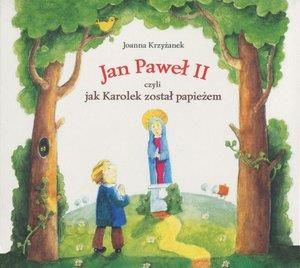 Joanna Krzyżanek
Jan Paweł II
czyli
jak Karolek został papieżem